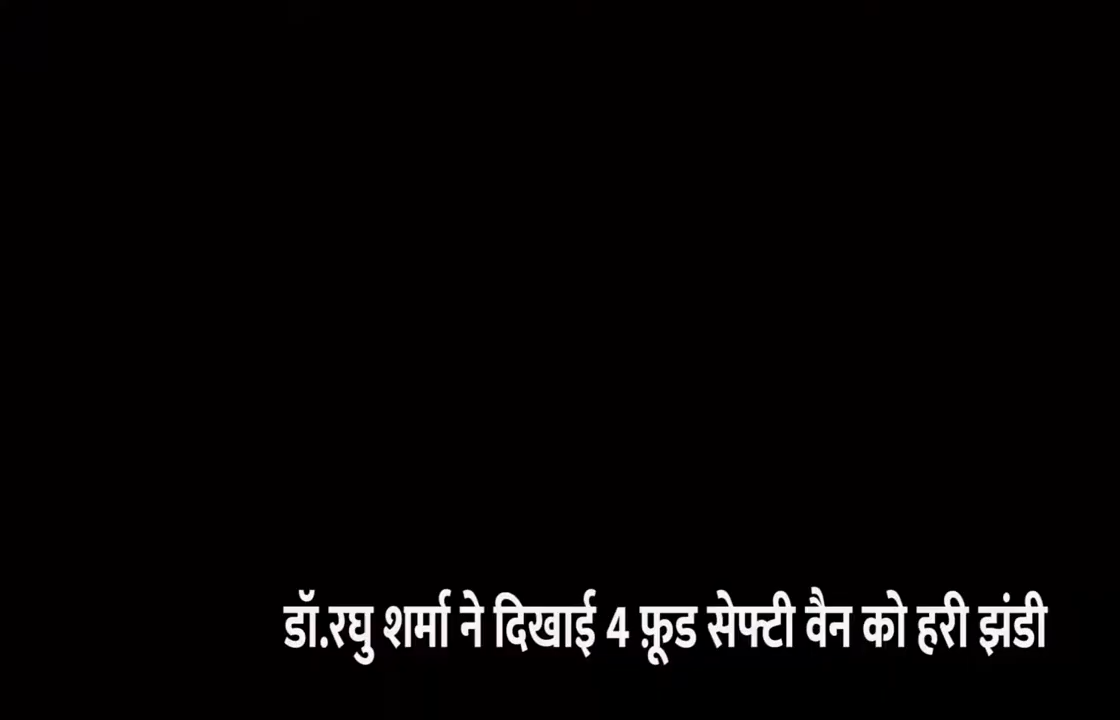 डॉ.रघु शर्मा ने दिखाई 4 फ़ूड सेफ्टी वैन को हरी झंडी